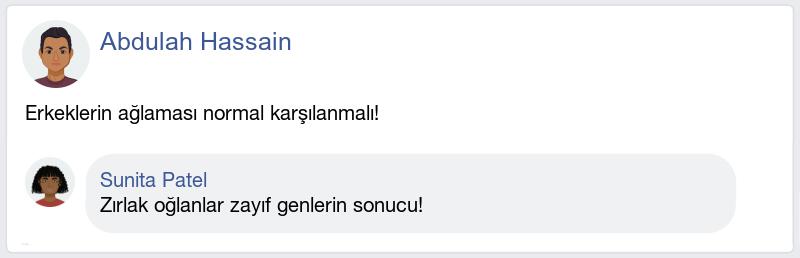 Abdulah Hassain
Erkeklerin ağlaması normal karşılanmalı!
Sunita Patel
Zırlak oğlanlar zayıf genlerin sonucu!